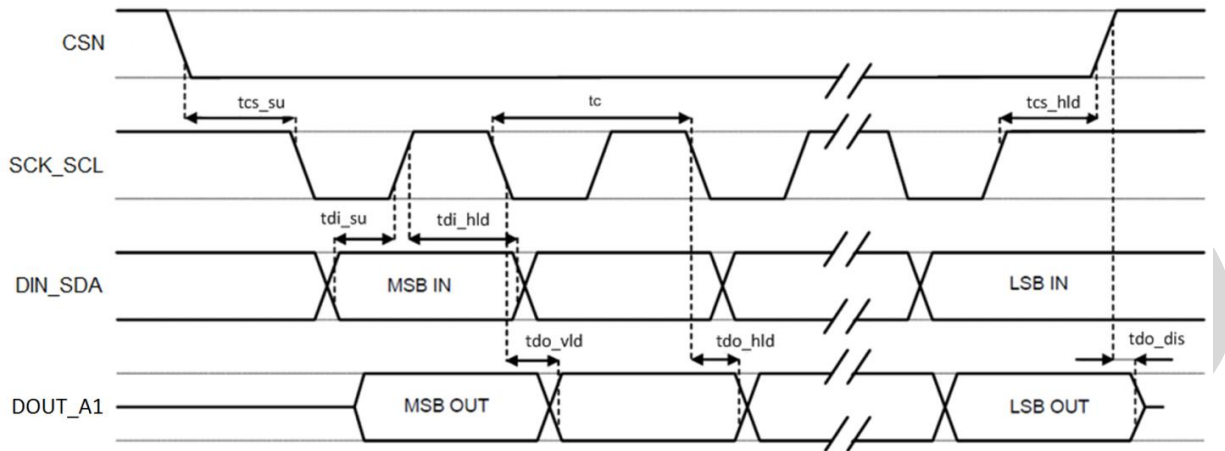 CSN
tcs_su
tc
tcs_hld
SCK_SCL
tdi_su
tdi_hld
DIN_SDA
MSB IN
LSB IN
tdo_vld
tdo_hld
tdo_dis
DOUT_A1
MSB OUT
LSB OUT